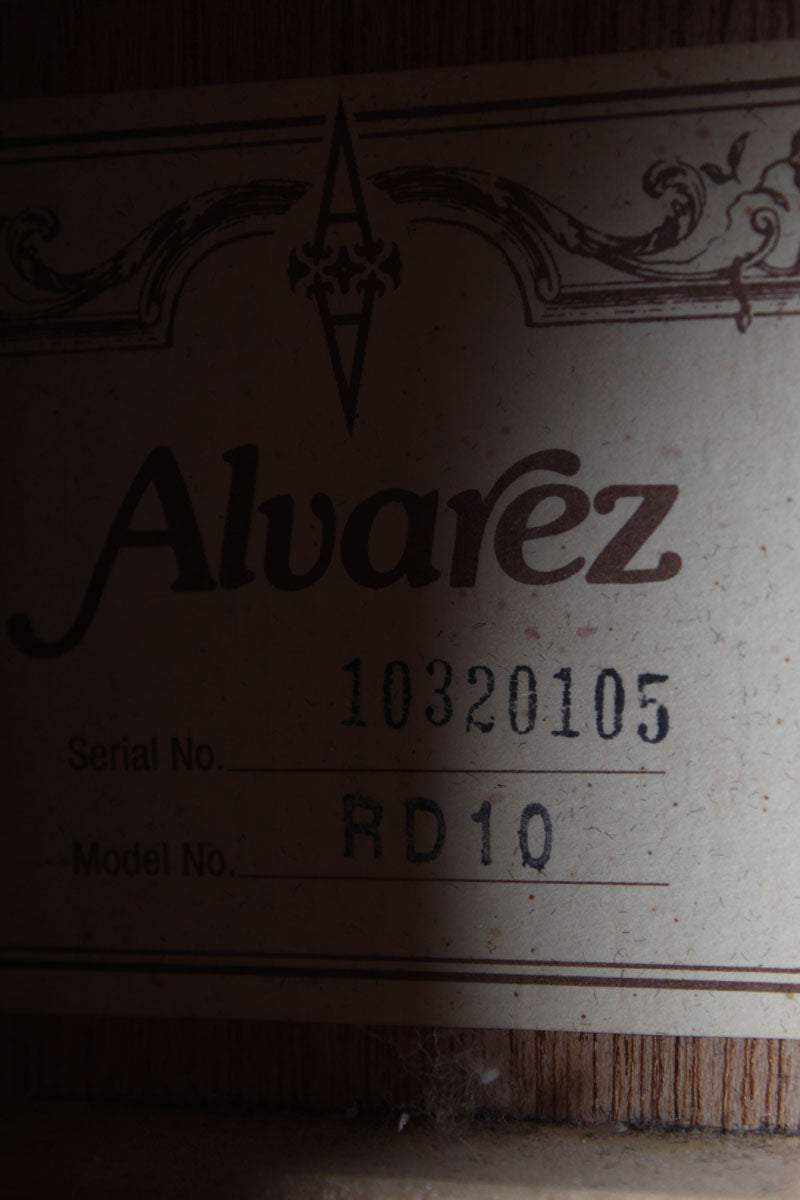 Alvarez
10320105
Serial No.
RD10
Model No.